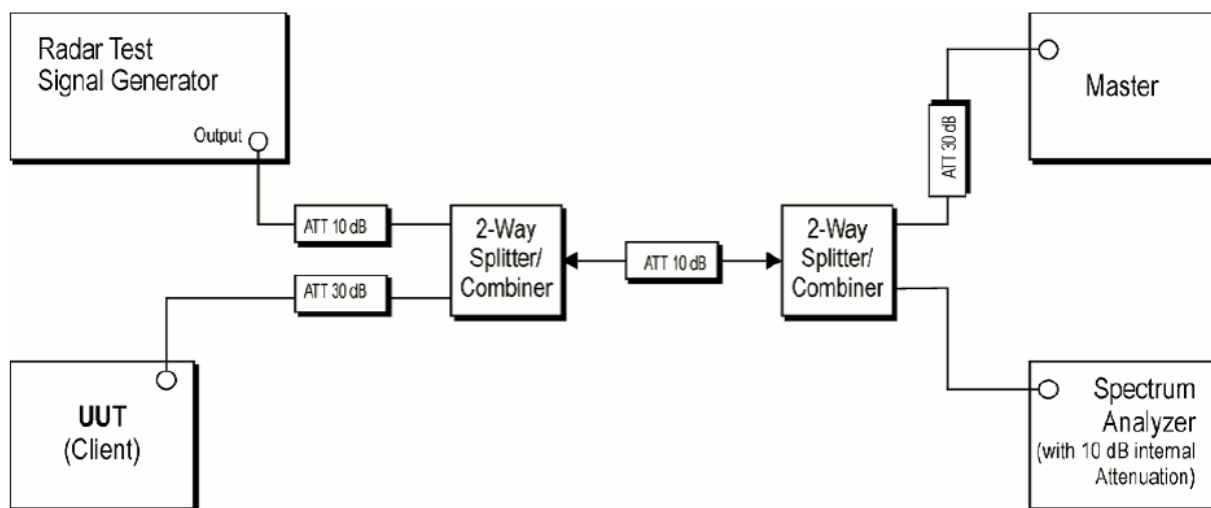 Radar Test
Signal Generator
Output
ATT 10 dB
ATT 30 dB
UUT
(Client)
2-Way
Splitter/
Combiner
ATT 10 dB
2-Way
Splitter/
Combiner
ATT 30 dB
Master
Spectrum
Analyzer
(with 10 dB internal
Attenuation)